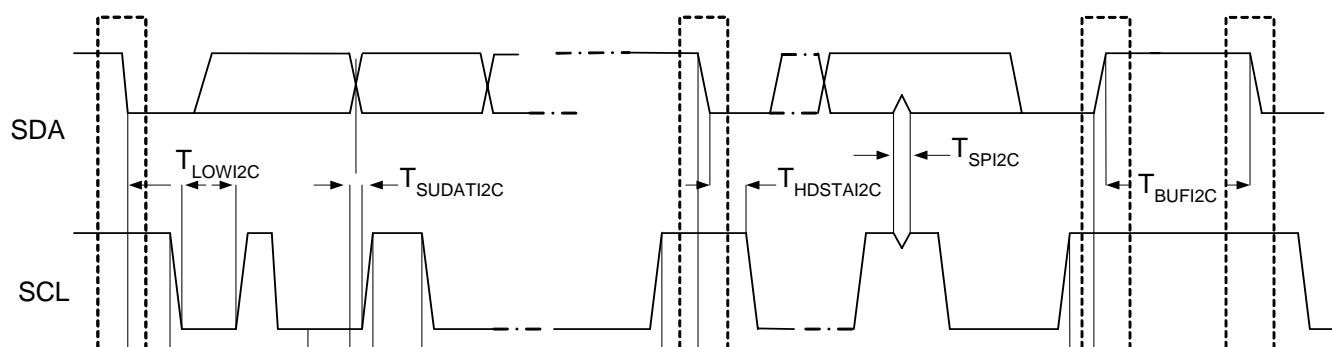 SDA
T_LOWI2C
T_SUDATI2C
T_HDSTAI2C
T_SPI2C
T_BUFI2C
SCL